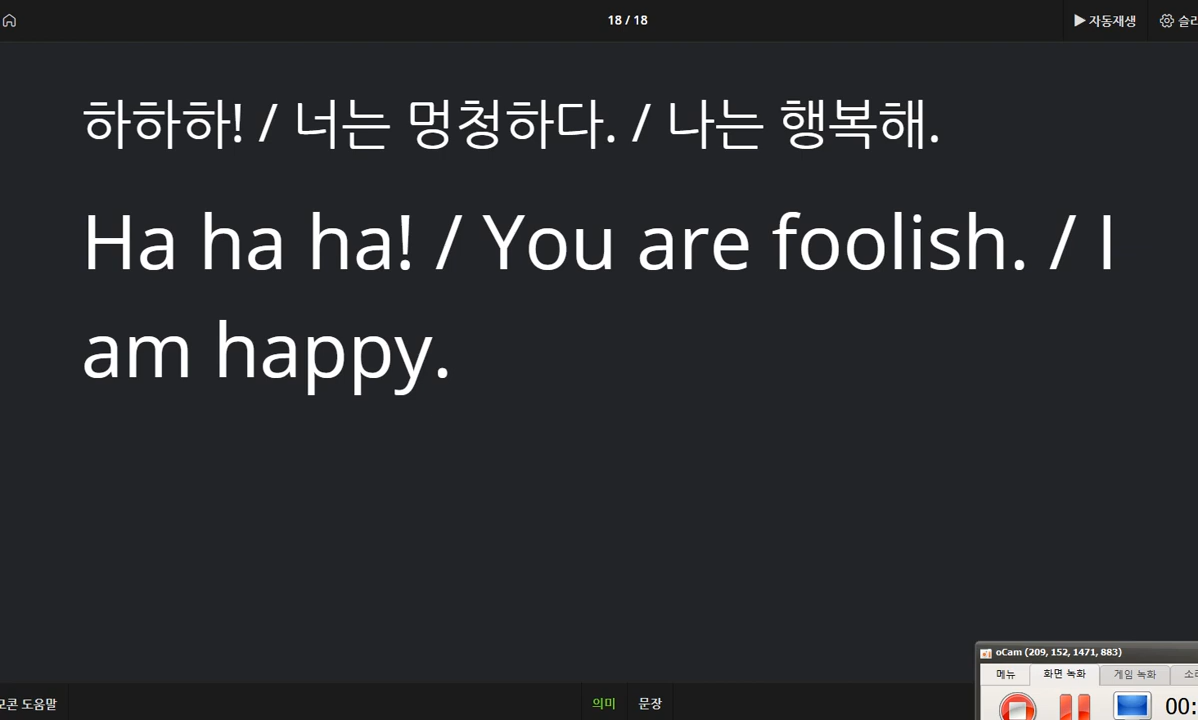 18 / 18
▶ 자동재생
하하하! / 너는 멍청하다. / 나는 행복해.
Ha ha ha! / You are foolish. / I
am happy.
oCam (209, 152, 1471, 883)
메뉴 화면 녹화 게임 녹화
도움말 의미 문장
00: